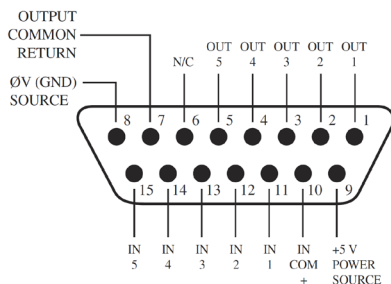 OUTPUT
COMMON
RETURN
ØV (GND)
SOURCE
N/C
OUT
5
OUT
4
OUT
3
OUT
2
OUT
1
8 7 6 5 4 3 2 1
15 14 13 12 11 10 9
IN
5
IN
4
IN
3
IN
2
IN
1
IN
COM
+
+5 V
POWER
SOURCE